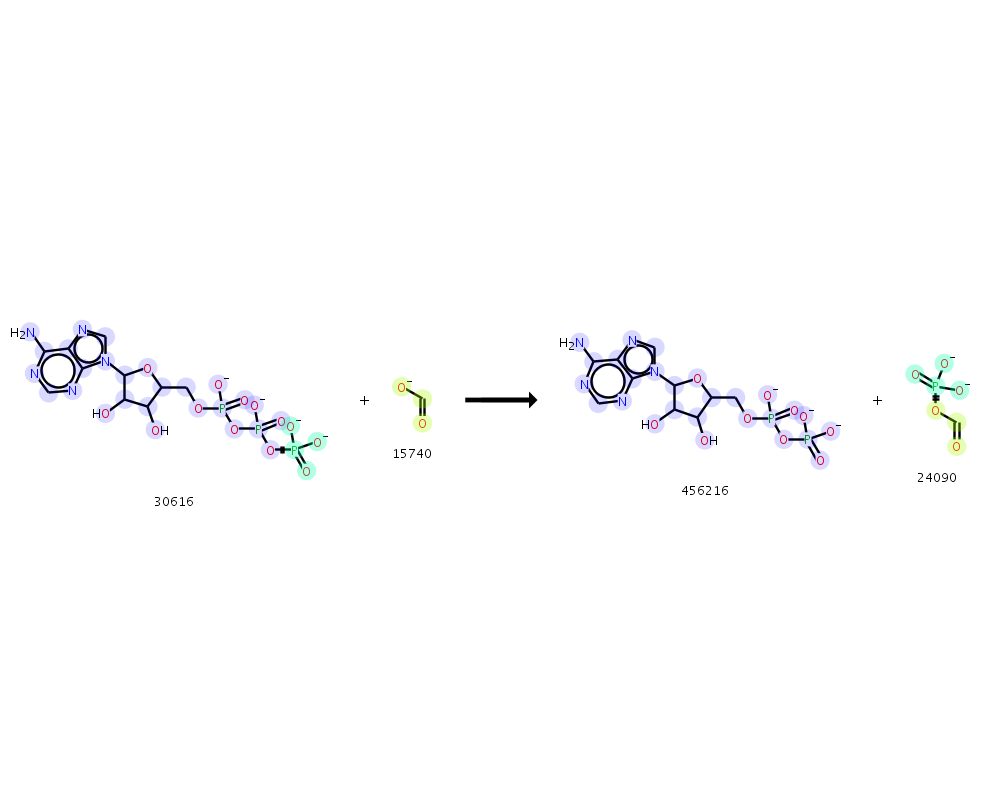 H₂N N N N N O HO OH O O⁻ P O O O⁻ P O O O⁻ P O⁻ O
30616
+
O⁻ O
15740
H₂N N N N N O HO OH O O⁻ P O O O⁻ P O⁻ O
456216
+
O O⁻ P O⁻ O O
24090